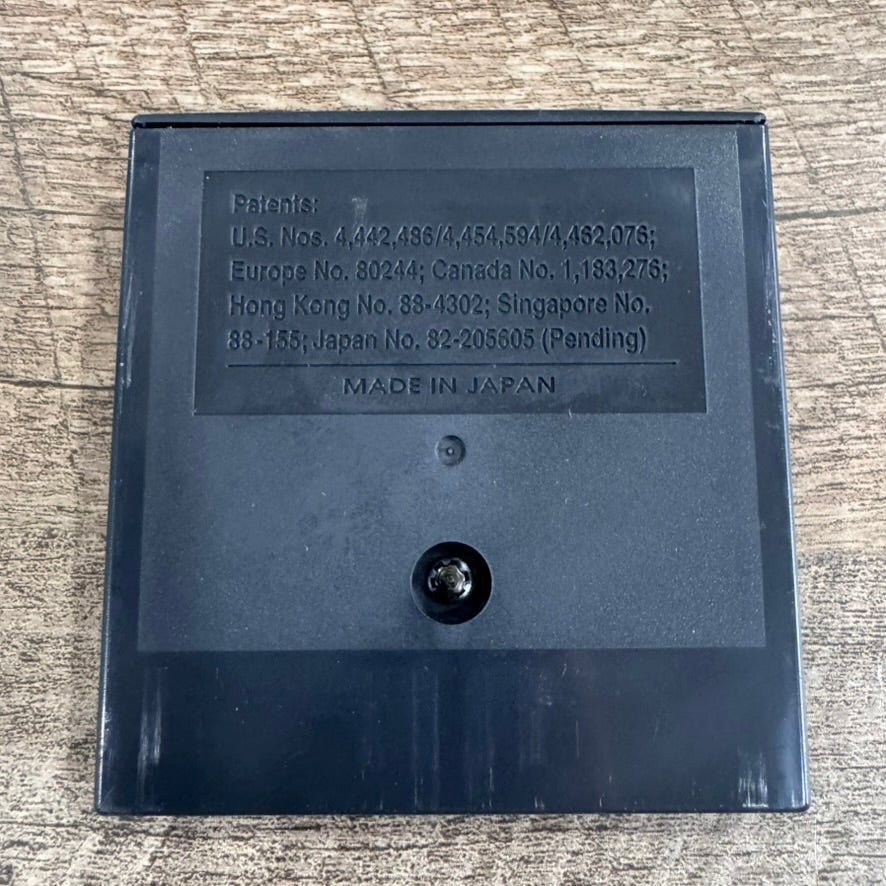 Patents:
U.S. Nos. 4,442,486/4,454,594/4,462,076;
Europe No. 80244; Canada No. 1,183,276;
Hong Kong No. 88-4302; Singapore No.
88-155; Japan No. 82-205605 (Pending)
MADE IN JAPAN